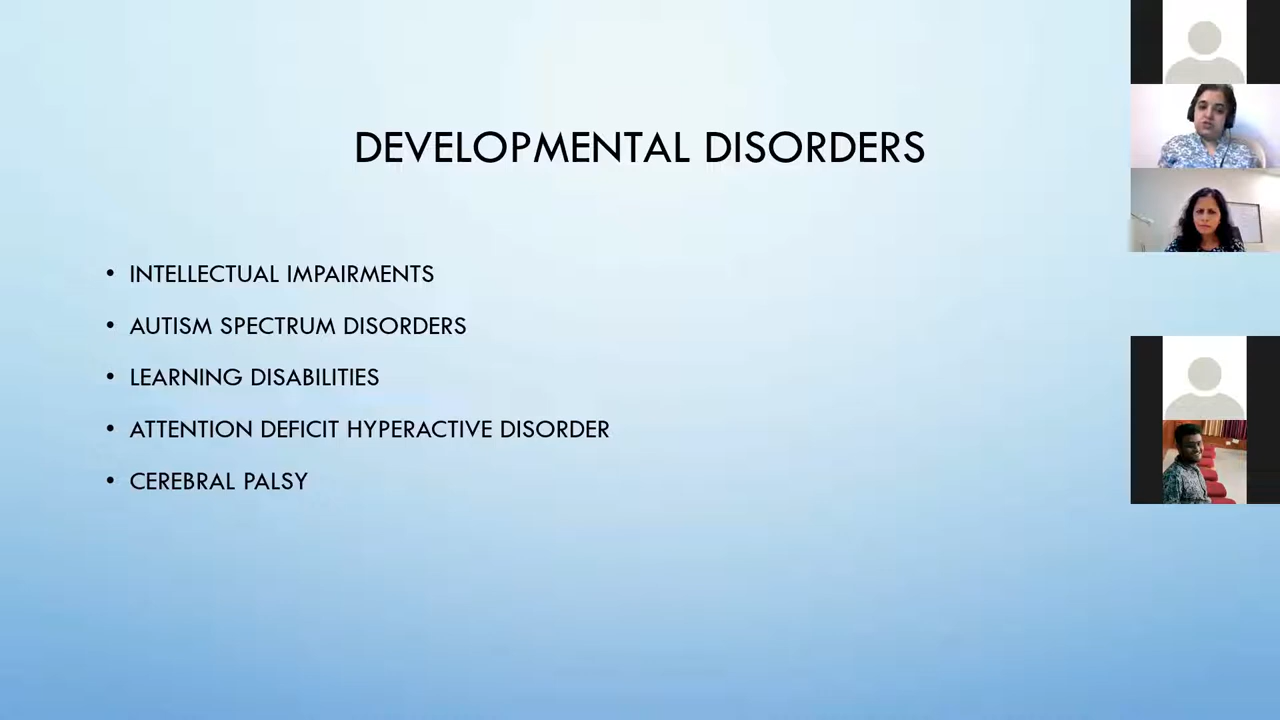 DEVELOPMENTAL DISORDERS
• INTELLECTUAL IMPAIRMENTS
• AUTISM SPECTRUM DISORDERS
• LEARNING DISABILITIES
• ATTENTION DEFICIT HYPERACTIVE DISORDER
• CEREBRAL PALSY